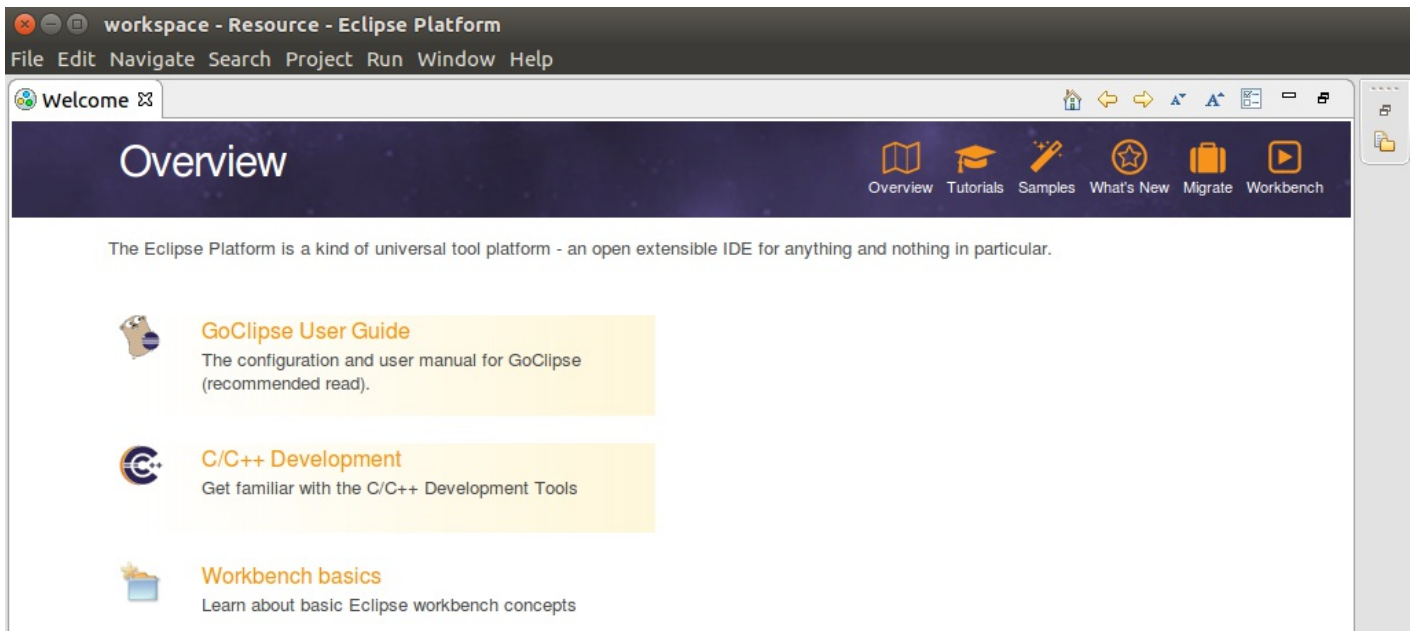 workspace - Resource - Eclipse Platform
File Edit Navigate Search Project Run Window Help
Welcome
Overview
Overview Tutorials Samples What's New Migrate Workbench
The Eclipse Platform is a kind of universal tool platform - an open extensible IDE for anything and nothing in particular.
GoClipse User Guide
The configuration and user manual for GoClipse
(recommended read).
C/C++ Development
Get familiar with the C/C++ Development Tools
Workbench basics
Learn about basic Eclipse workbench concepts